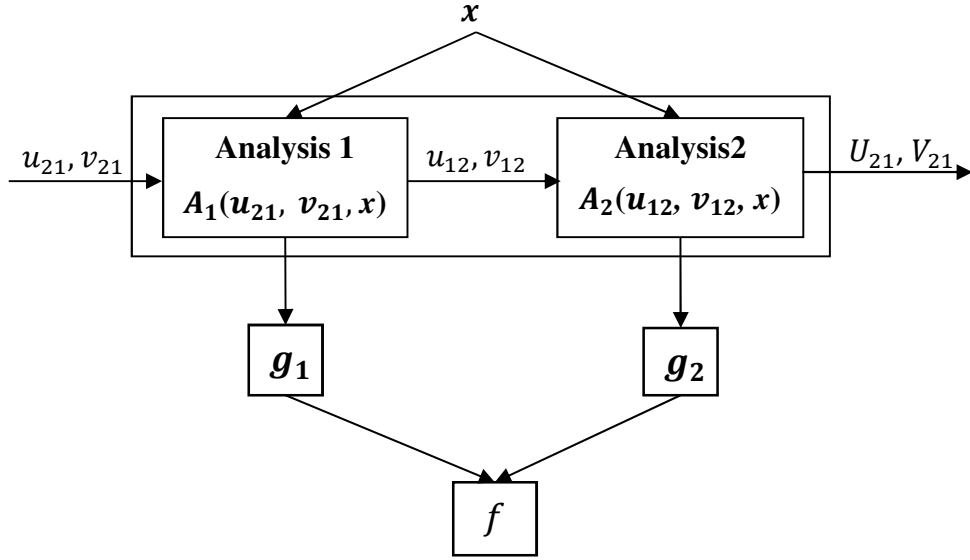 x
u₂₁, v₂₁
Analysis 1
A₁(u₂₁, v₂₁, x)
u₁₂, v₁₂
Analysis2
A₂(u₁₂, v₁₂, x)
U₂₁, V₂₁
g₁
g₂
f